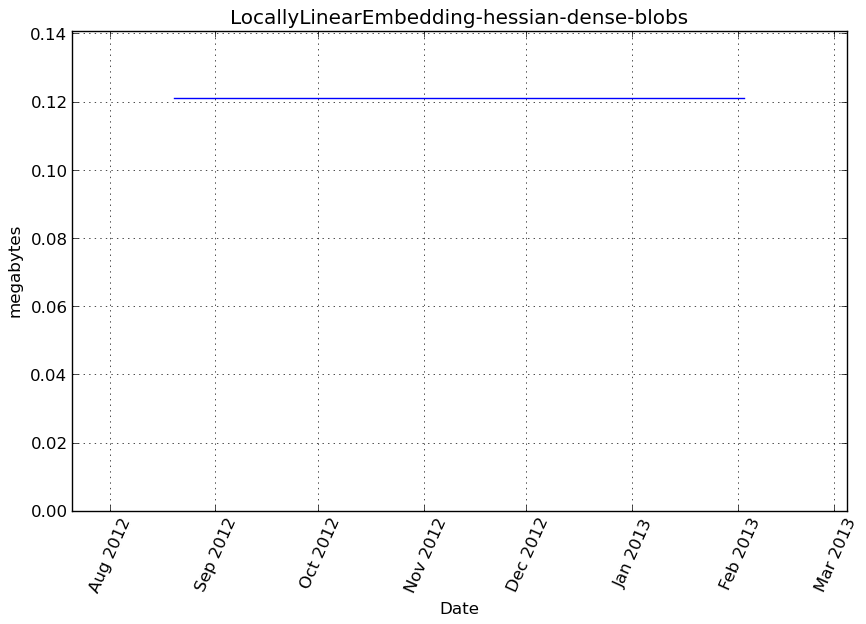 LocallyLinearEmbedding-hessian-dense-blobs
0.14
0.12
0.10
0.08
0.06
0.04
0.02
0.00
megabytes
Aug 2012
Sep 2012
Oct 2012
Nov 2012
Dec 2012
Jan 2013
Feb 2013
Mar 2013
Date